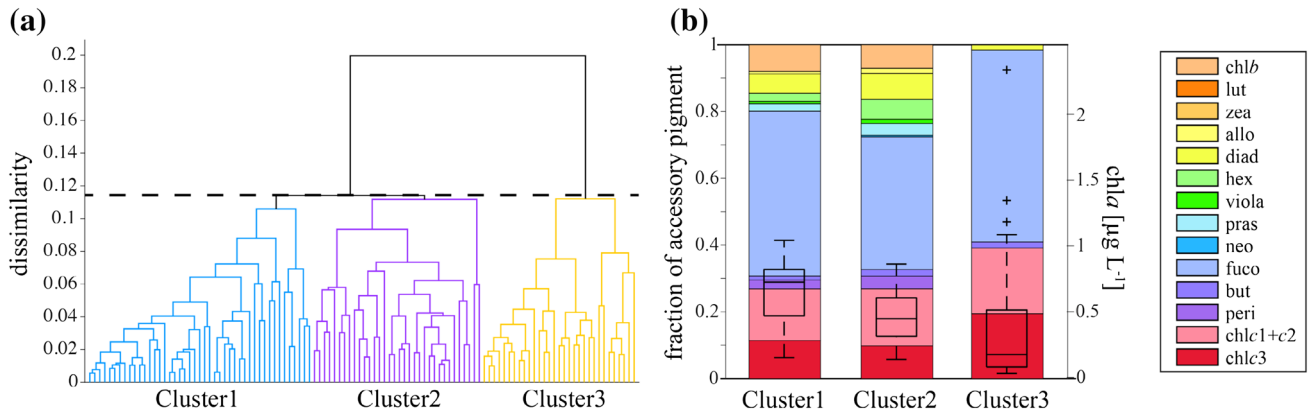 (a)
dissimilarity
0.2
0.18
0.16
0.14
0.12
0.1
0.08
0.06
0.04
0.02
0
Cluster1 Cluster2 Cluster3
(b)
fraction of accessory pigment
1
0.8
0.6
0.4
0.2
0
Cluster1 Cluster2 Cluster3
2
1.5
1
0.5
0
chla [µg L⁻¹]
chlb
lut
zea
allo
diad
hex
viola
pras
neo
fuco
but
peri
chlc1+c2
chlc3